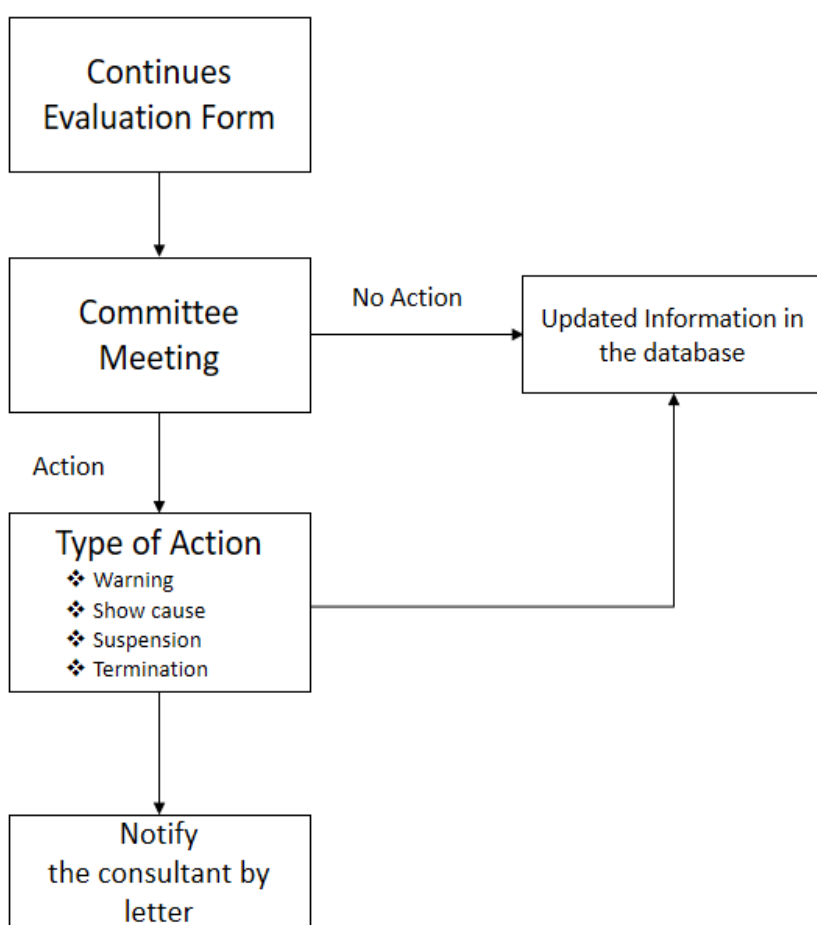 Continues
Evaluation Form
Committee
Meeting
No Action
Updated Information in
the database
Action
Type of Action
❖ Warning
❖ Show cause
❖ Suspension
❖ Termination
Notify
the consultant by
letter